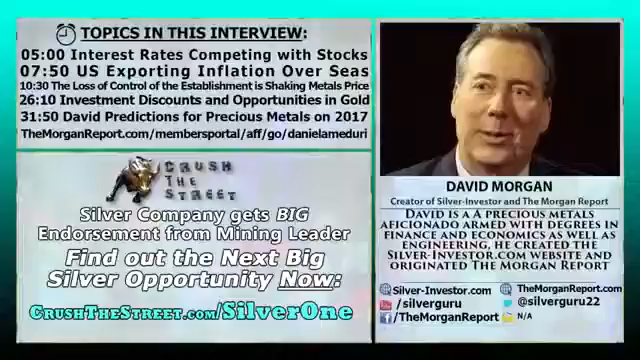 TOPICS IN THIS INTERVIEW:
05:00 Interest Rates Competing with Stocks
07:50 US Exporting Inflation Over Seas
10:30 The Loss of Control of the Establishment is Shaking Metals Price
26:10 Investment Discounts and Opportunities in Gold
31:50 David Predictions for Precious Metals on 2017
TheMorganReport.com/membersportal/aff/go/danielameduri
CRUSH
THE
STREET
Silver Company gets BIG
Endorsement from Mining Leader
Find out the Next Big
Silver Opportunity Now:
CrushTheStreet.com/SilverOne
DAVID MORGAN
Creator of Silver-Investor and The Morgan Report
David is a a precious metals
aficionado armed with degrees in
finance and economics as well as
engineering, he created the
Silver-Investor.com website and
originated The Morgan Report
Silver-Investor.com
TheMorganReport.com
/silverguru
@silverguru22
/TheMorganReport
N/A